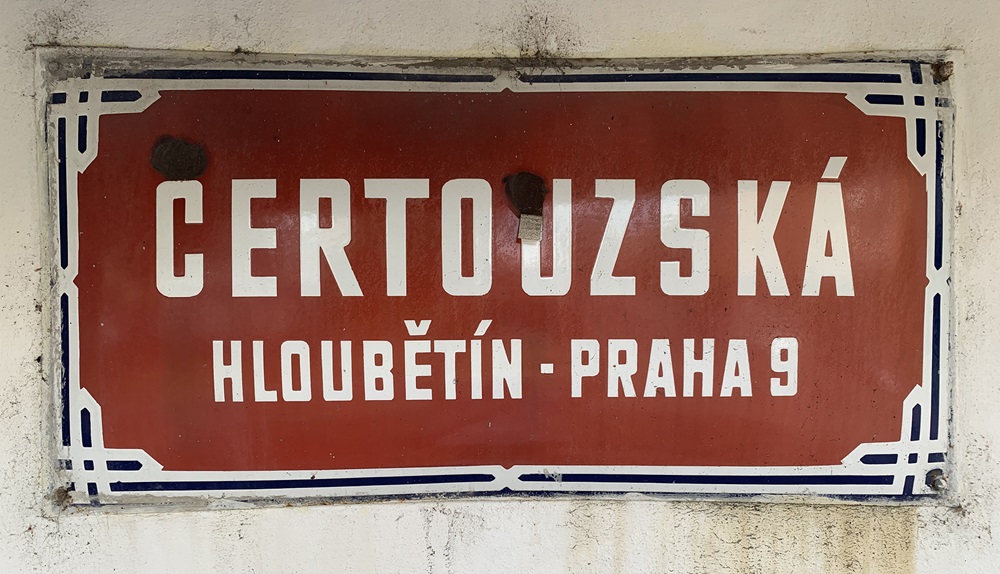 CERTOUZSKÁ
HLOUBĚTÍN - PRAHA 9